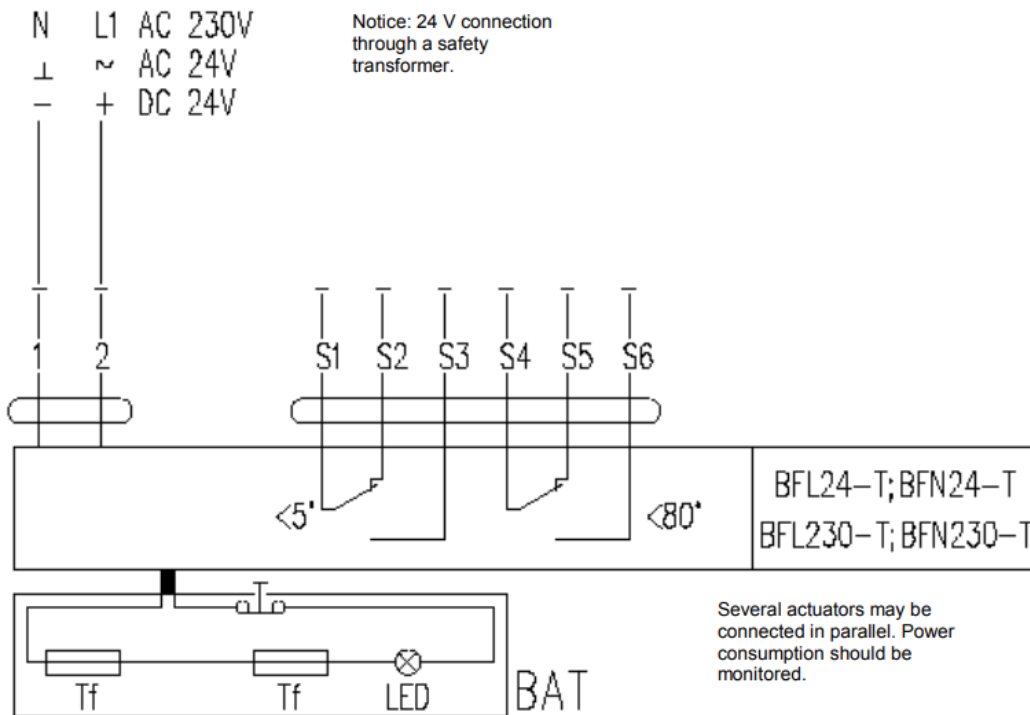 N L1 AC 230V
⊥ ~ AC 24V
− + DC 24V
Notice: 24 V connection
through a safety
transformer.
1 2 S1 S2 S3 S4 S5 S6
<5° <80°
BFL24-T; BFN24-T
BFL230-T; BFN230-T
T
Tf Tf LED BAT
Several actuators may be
connected in parallel. Power
consumption should be
monitored.